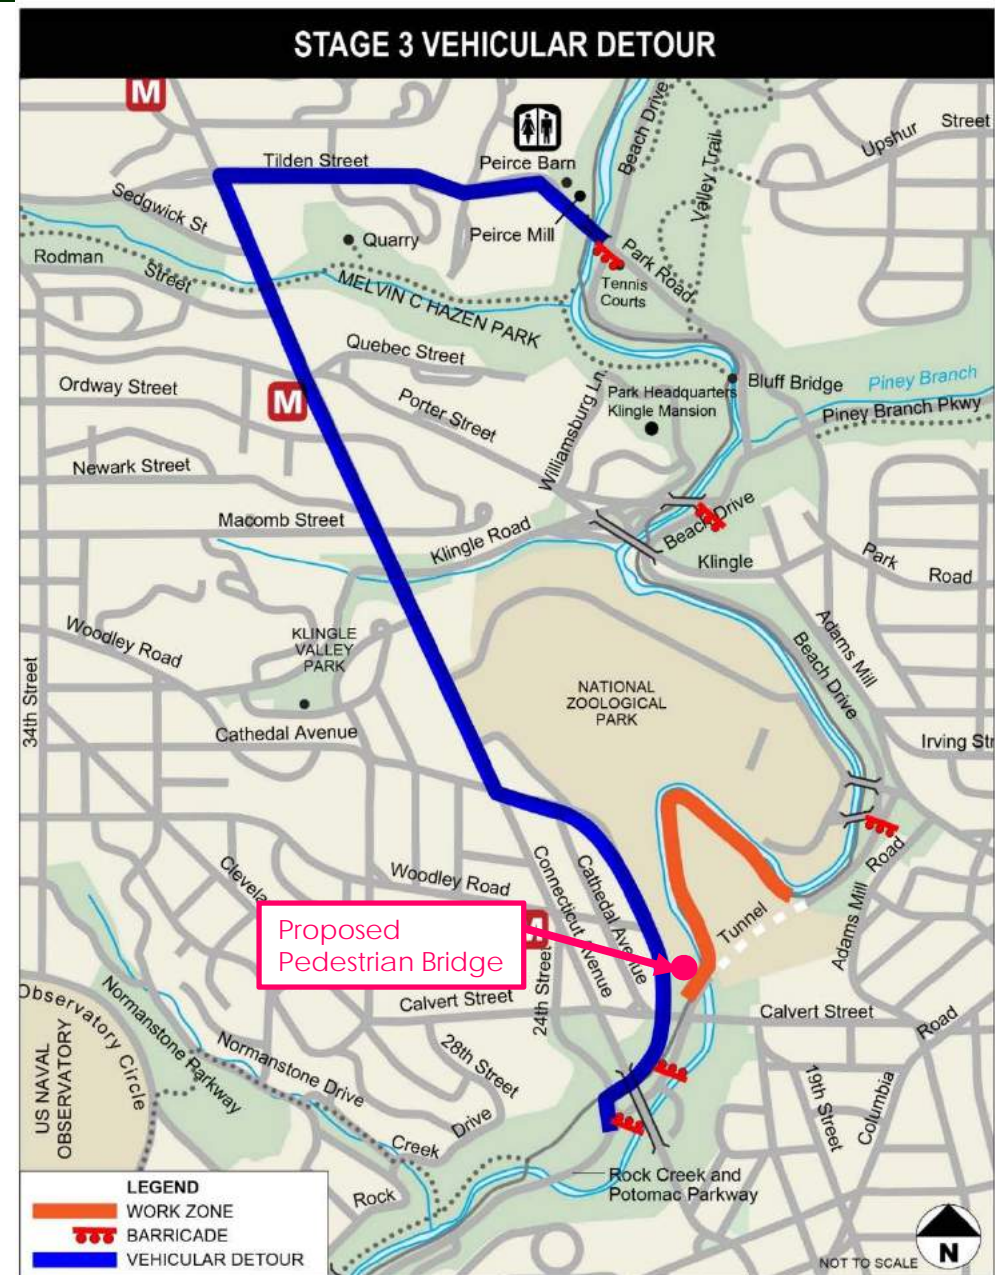 STAGE 3 VEHICULAR DETOUR
M
Tilden Street
Peirce Barn
Beach Drive
Valley Trail
Upshur
Street
Sedgwick St
Quarry
Peirce Mill
Park Road
Rodman
Street
Tennis
Courts
MELVIN C HAZEN PARK
Quebec Street
Ordway Street
M
Porter Street
Williamsburg Ln.
Park Headquarters
Klingle Mansion
Bluff Bridge
Piney Branch
Piney Branch Pkwy
Newark Street
Macomb Street
Klingle Road
Beach Drive
Klingle
Park
Road
Woodley Road
KLINGLE
VALLEY
PARK
NATIONAL
ZOOLOGICAL
PARK
Adams Mill
Beach Drive
34th Street
Cathedal Avenue
Irving Str
Woodley Road
Connecticut Avenue
Cathedal Avenue
Clevela
Tunnel
Adams Mill
Road
Proposed
Pedestrian Bridge
Calvert Street
24th Street
Calvert Street
Observatory Circle
US NAVAL
OBSERVATORY
Normanstone Parkway
Normanstone Drive
28th Street
19th Street
Columbia
Road
Creek
Drive
Rock
Rock Creek and
Potomac Parkway
LEGEND
WORK ZONE
BARRICADE
VEHICULAR DETOUR
NOT TO SCALE
N